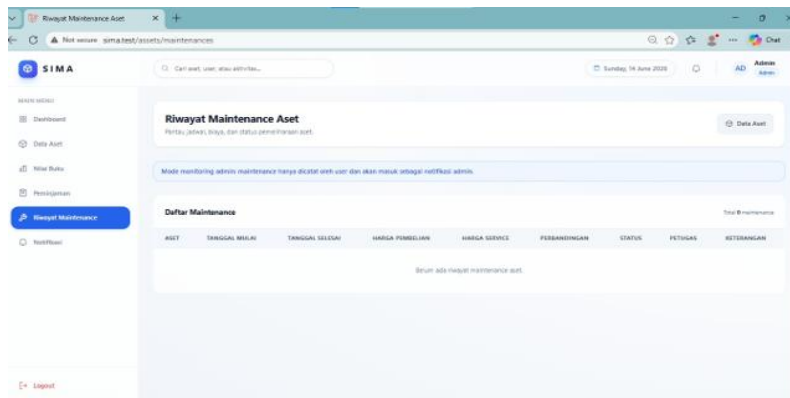 Riwayat Maintenance Aset
Not secure sima.test/assets/maintenances
Chat
SIMA
Cari aset, user, atau aktivitas...
Sunday, 14 June 2026
AD
Admin
Admin
MAIN MENU
Dashboard
Data Aset
Nilai Buku
Peminjaman
Riwayat Maintenance
Notifikasi
Logout
Riwayat Maintenance Aset
Pantau jadwal, biaya, dan status pemeliharaan aset.
Data Aset
Mode monitoring admin: maintenance hanya dicatat oleh user dan akan masuk sebagai notifikasi admin.
Daftar Maintenance
Total 0 maintenance
ASET TANGGAL MULAI TANGGAL SELESAI HARGA PEMBELIAN HARGA SERVICE PERBANDINGAN STATUS PETUGAS KETERANGAN
Belum ada riwayat maintenance aset.